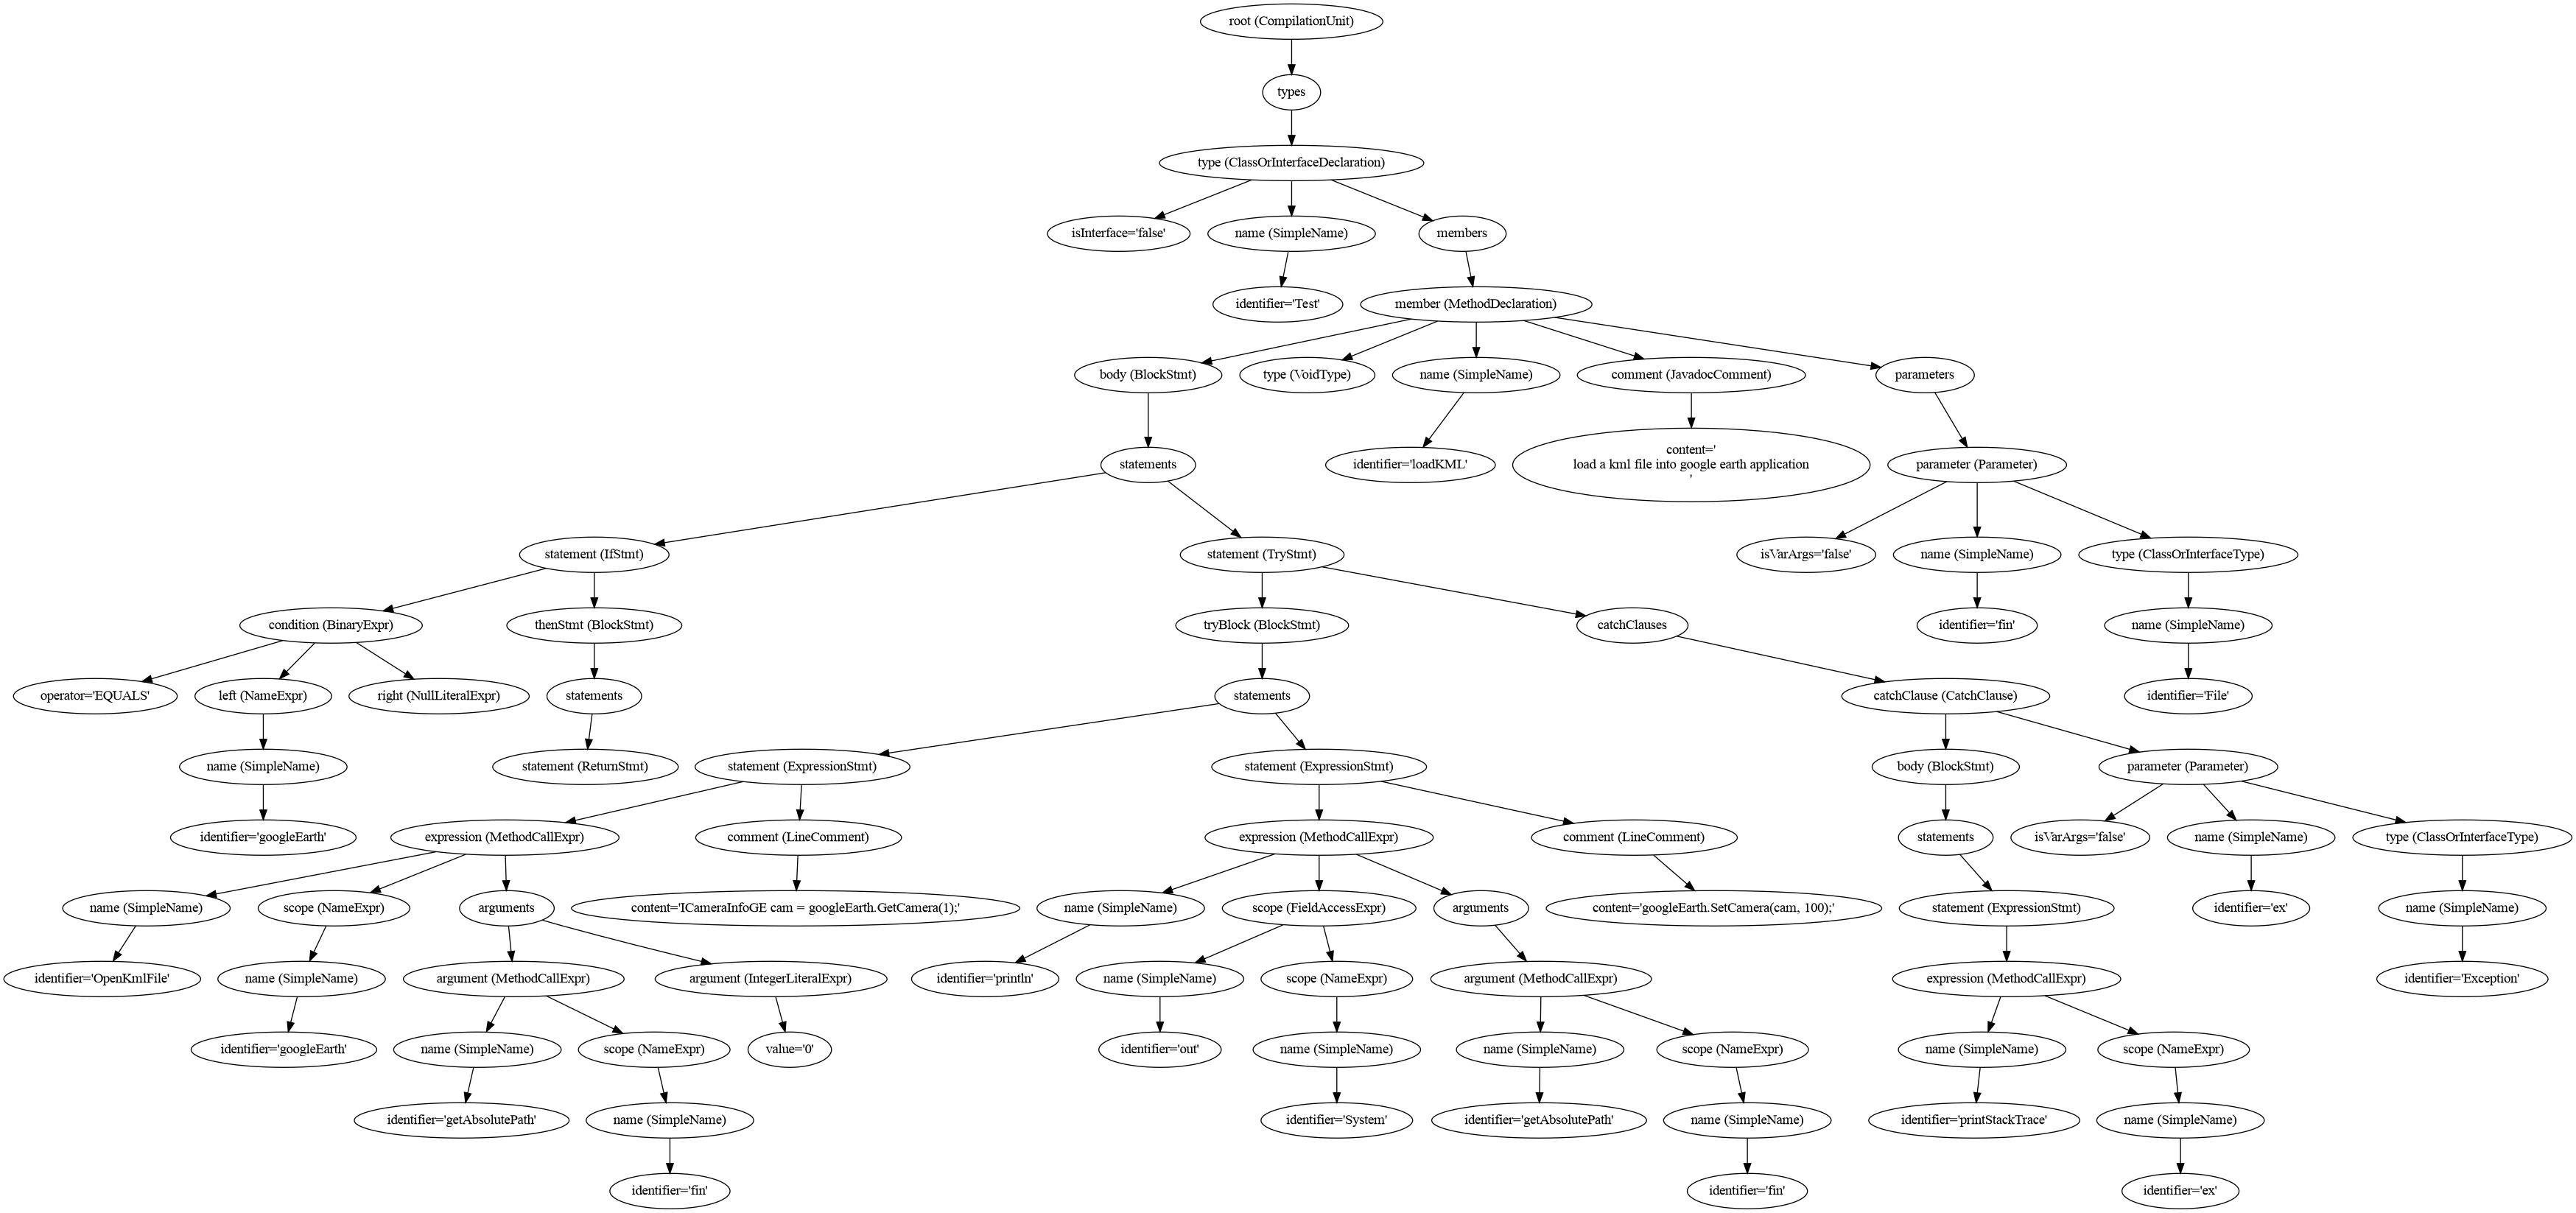 root (CompilationUnit)
types
type (ClassOrInterfaceDeclaration)
isInterface='false'
name (SimpleName)
members
identifier='Test'
member (MethodDeclaration)
body (BlockStmt)
type (VoidType)
name (SimpleName)
comment (JavadocComment)
parameters
statements
identifier='loadKML'
content='
load a kml file into google earth application
'
parameter (Parameter)
statement (IfStmt)
statement (TryStmt)
isVarArgs='false'
name (SimpleName)
type (ClassOrInterfaceType)
condition (BinaryExpr)
thenStmt (BlockStmt)
tryBlock (BlockStmt)
catchClauses
identifier='fin'
name (SimpleName)
operator='EQUALS'
left (NameExpr)
right (NullLiteralExpr)
statements
statements
catchClause (CatchClause)
identifier='File'
name (SimpleName)
statement (ReturnStmt)
statement (ExpressionStmt)
statement (ExpressionStmt)
body (BlockStmt)
parameter (Parameter)
identifier='googleEarth'
expression (MethodCallExpr)
comment (LineComment)
expression (MethodCallExpr)
comment (LineComment)
statements
isVarArgs='false'
name (SimpleName)
type (ClassOrInterfaceType)
name (SimpleName)
scope (NameExpr)
arguments
content='ICameraInfoGE cam = googleEarth.GetCamera(1);'
name (SimpleName)
scope (FieldAccessExpr)
arguments
content='googleEarth.SetCamera(cam, 100);'
statement (ExpressionStmt)
identifier='ex'
name (SimpleName)
identifier='OpenKmlFile'
name (SimpleName)
argument (MethodCallExpr)
argument (IntegerLiteralExpr)
identifier='println'
name (SimpleName)
scope (NameExpr)
argument (MethodCallExpr)
expression (MethodCallExpr)
identifier='Exception'
identifier='googleEarth'
name (SimpleName)
scope (NameExpr)
value='0'
identifier='out'
name (SimpleName)
name (SimpleName)
scope (NameExpr)
name (SimpleName)
scope (NameExpr)
identifier='getAbsolutePath'
name (SimpleName)
identifier='System'
identifier='getAbsolutePath'
name (SimpleName)
identifier='printStackTrace'
name (SimpleName)
identifier='fin'
identifier='fin'
identifier='ex'